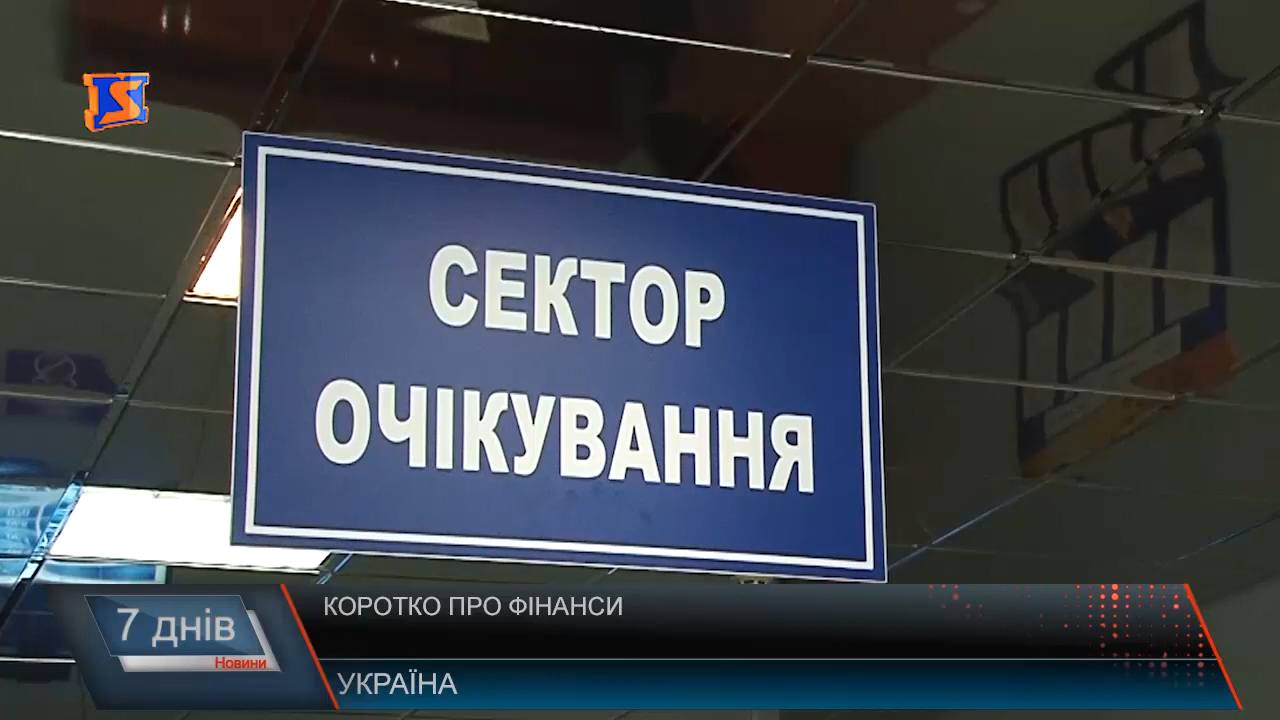 СЕКТОР
ОЧІКУВАННЯ
КОРОТКО ПРО ФІНАНСИ
7 днів
Новини
УКРАЇНА